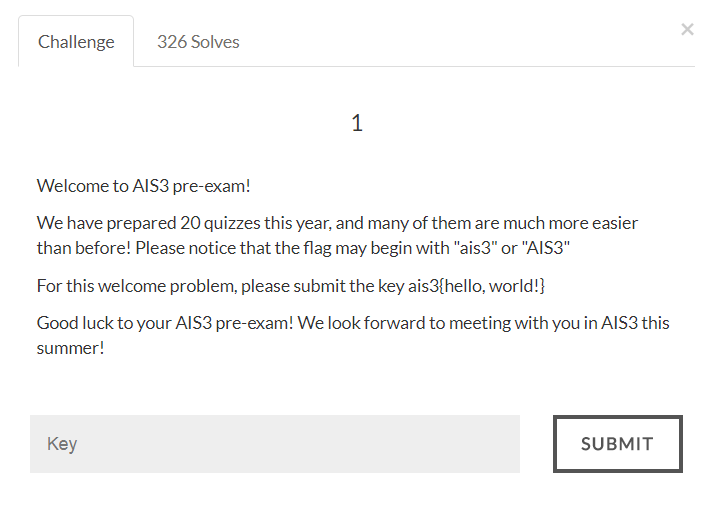 Challenge
326 Solves
×
1
Welcome to AIS3 pre-exam!
We have prepared 20 quizzes this year, and many of them are much more easier
than before! Please notice that the flag may begin with "ais3" or "AIS3"
For this welcome problem, please submit the key ais3{hello, world!}
Good luck to your AIS3 pre-exam! We look forward to meeting with you in AIS3 this
summer!
Key
SUBMIT